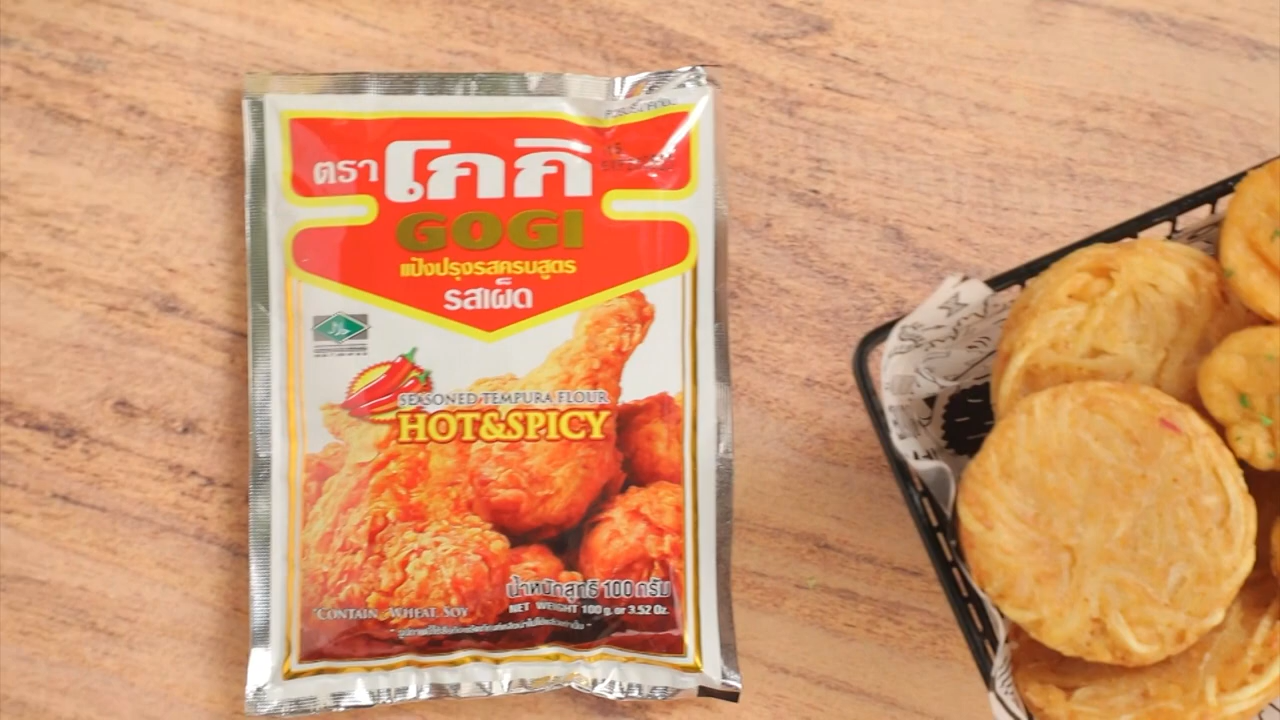 ตรา โกกิ
GOGI
แป้งปรุงรสครบสูตร
รสเผ็ด
SEASONED TEMPURA FLOUR
HOT&SPICY
น้ำหนักสุทธิ 100 กรัม
NET WEIGHT 100 g. or 3.52 Oz.
*CONTAIN, WHEAT, SOY